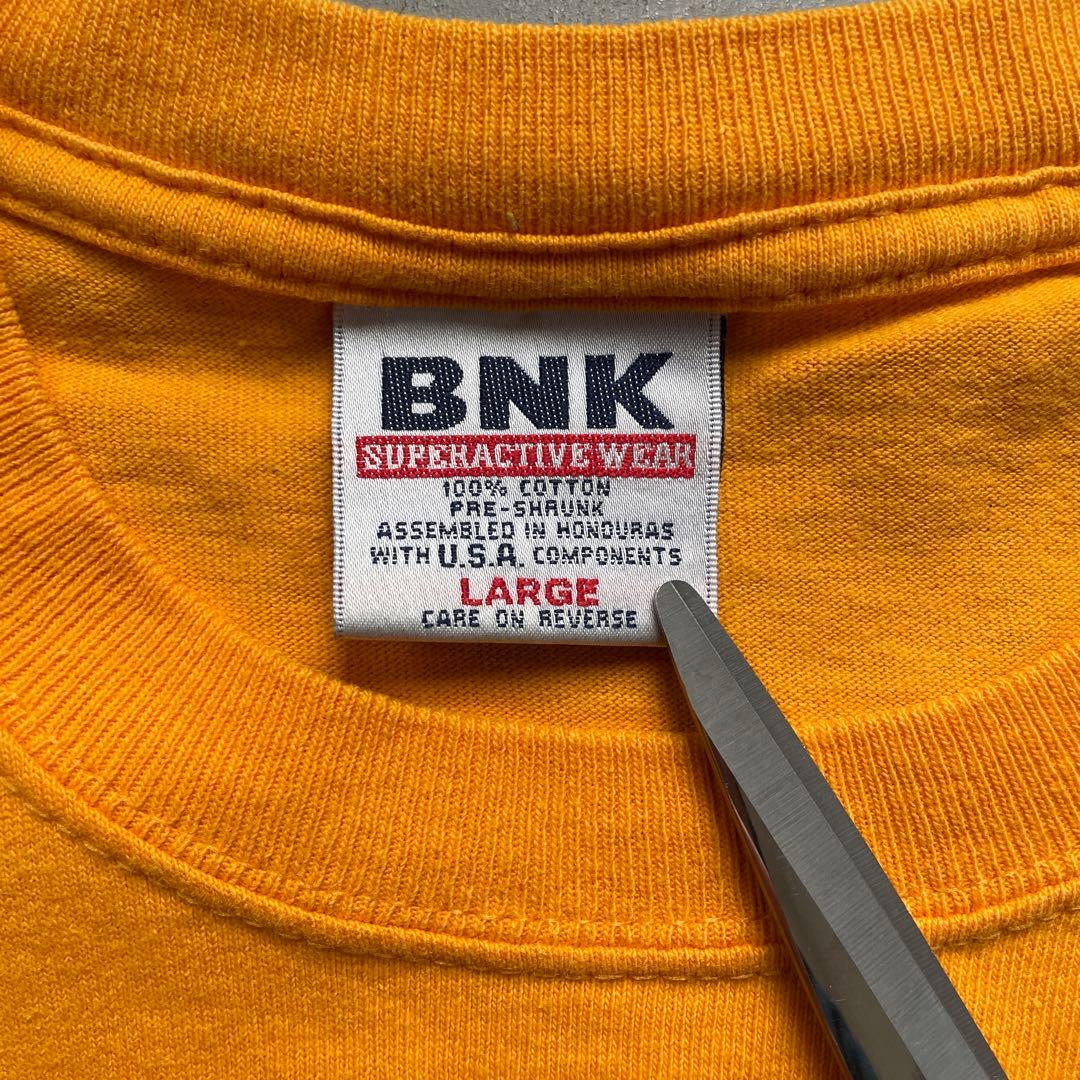 BNK
SUPERACTIVE WEAR
100% COTTON
PRE-SHRUNK
ASSEMBLED IN HONDURAS
WITH U.S.A. COMPONENTS
LARGE
CARE ON REVERSE